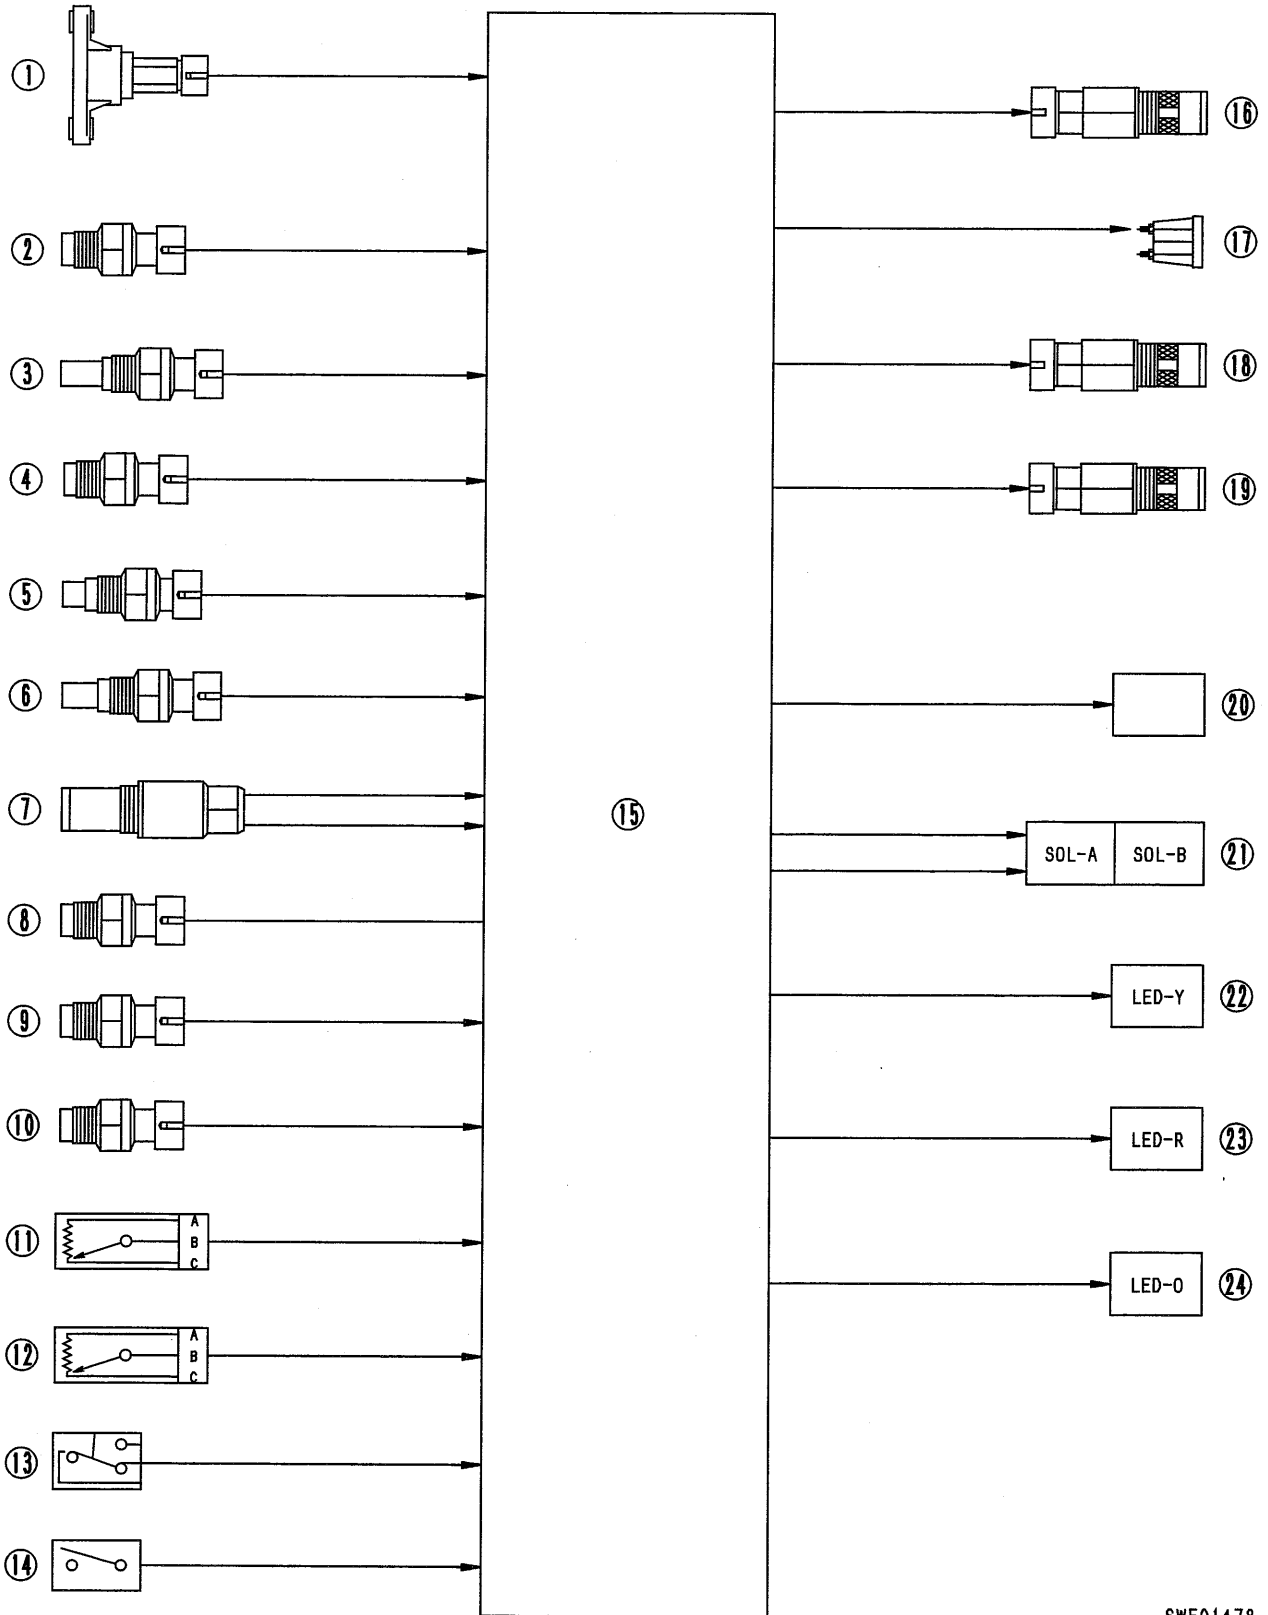 ①
②
③
④
⑤
⑥
⑦
⑧
⑨
⑩
⑪
A
B
C
⑫
A
B
C
⑬
⑭
⑮
⑯
⑰
⑱
⑲
⑳
SOL-A SOL-B ㉑
LED-Y ㉒
LED-R ㉓
LED-O ㉔